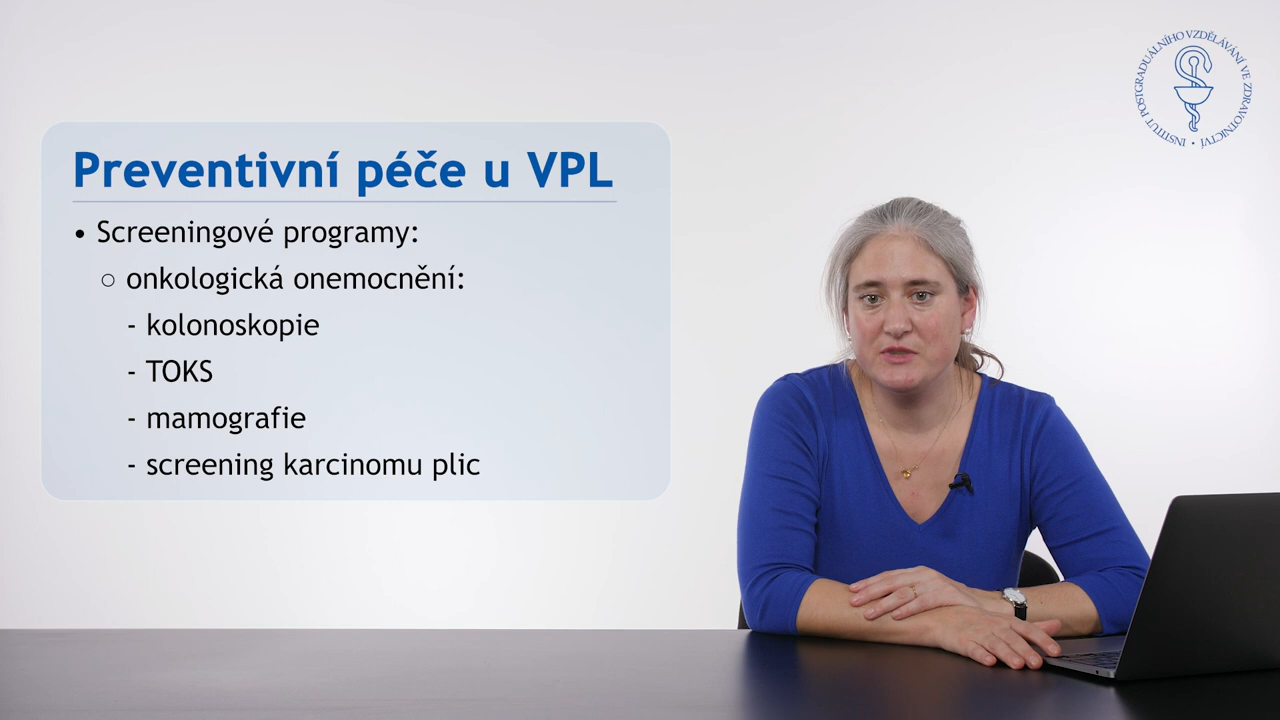 Preventivní péče u VPL
• Screeningové programy:
○ onkologická onemocnění:
- kolonoskopie
- TOKS
- mamografie
- screening karcinomu plic
INSTITUT POSTGRADUÁLNÍHO VZDĚLÁVÁNÍ VE ZDRAVOTNICTVÍ •